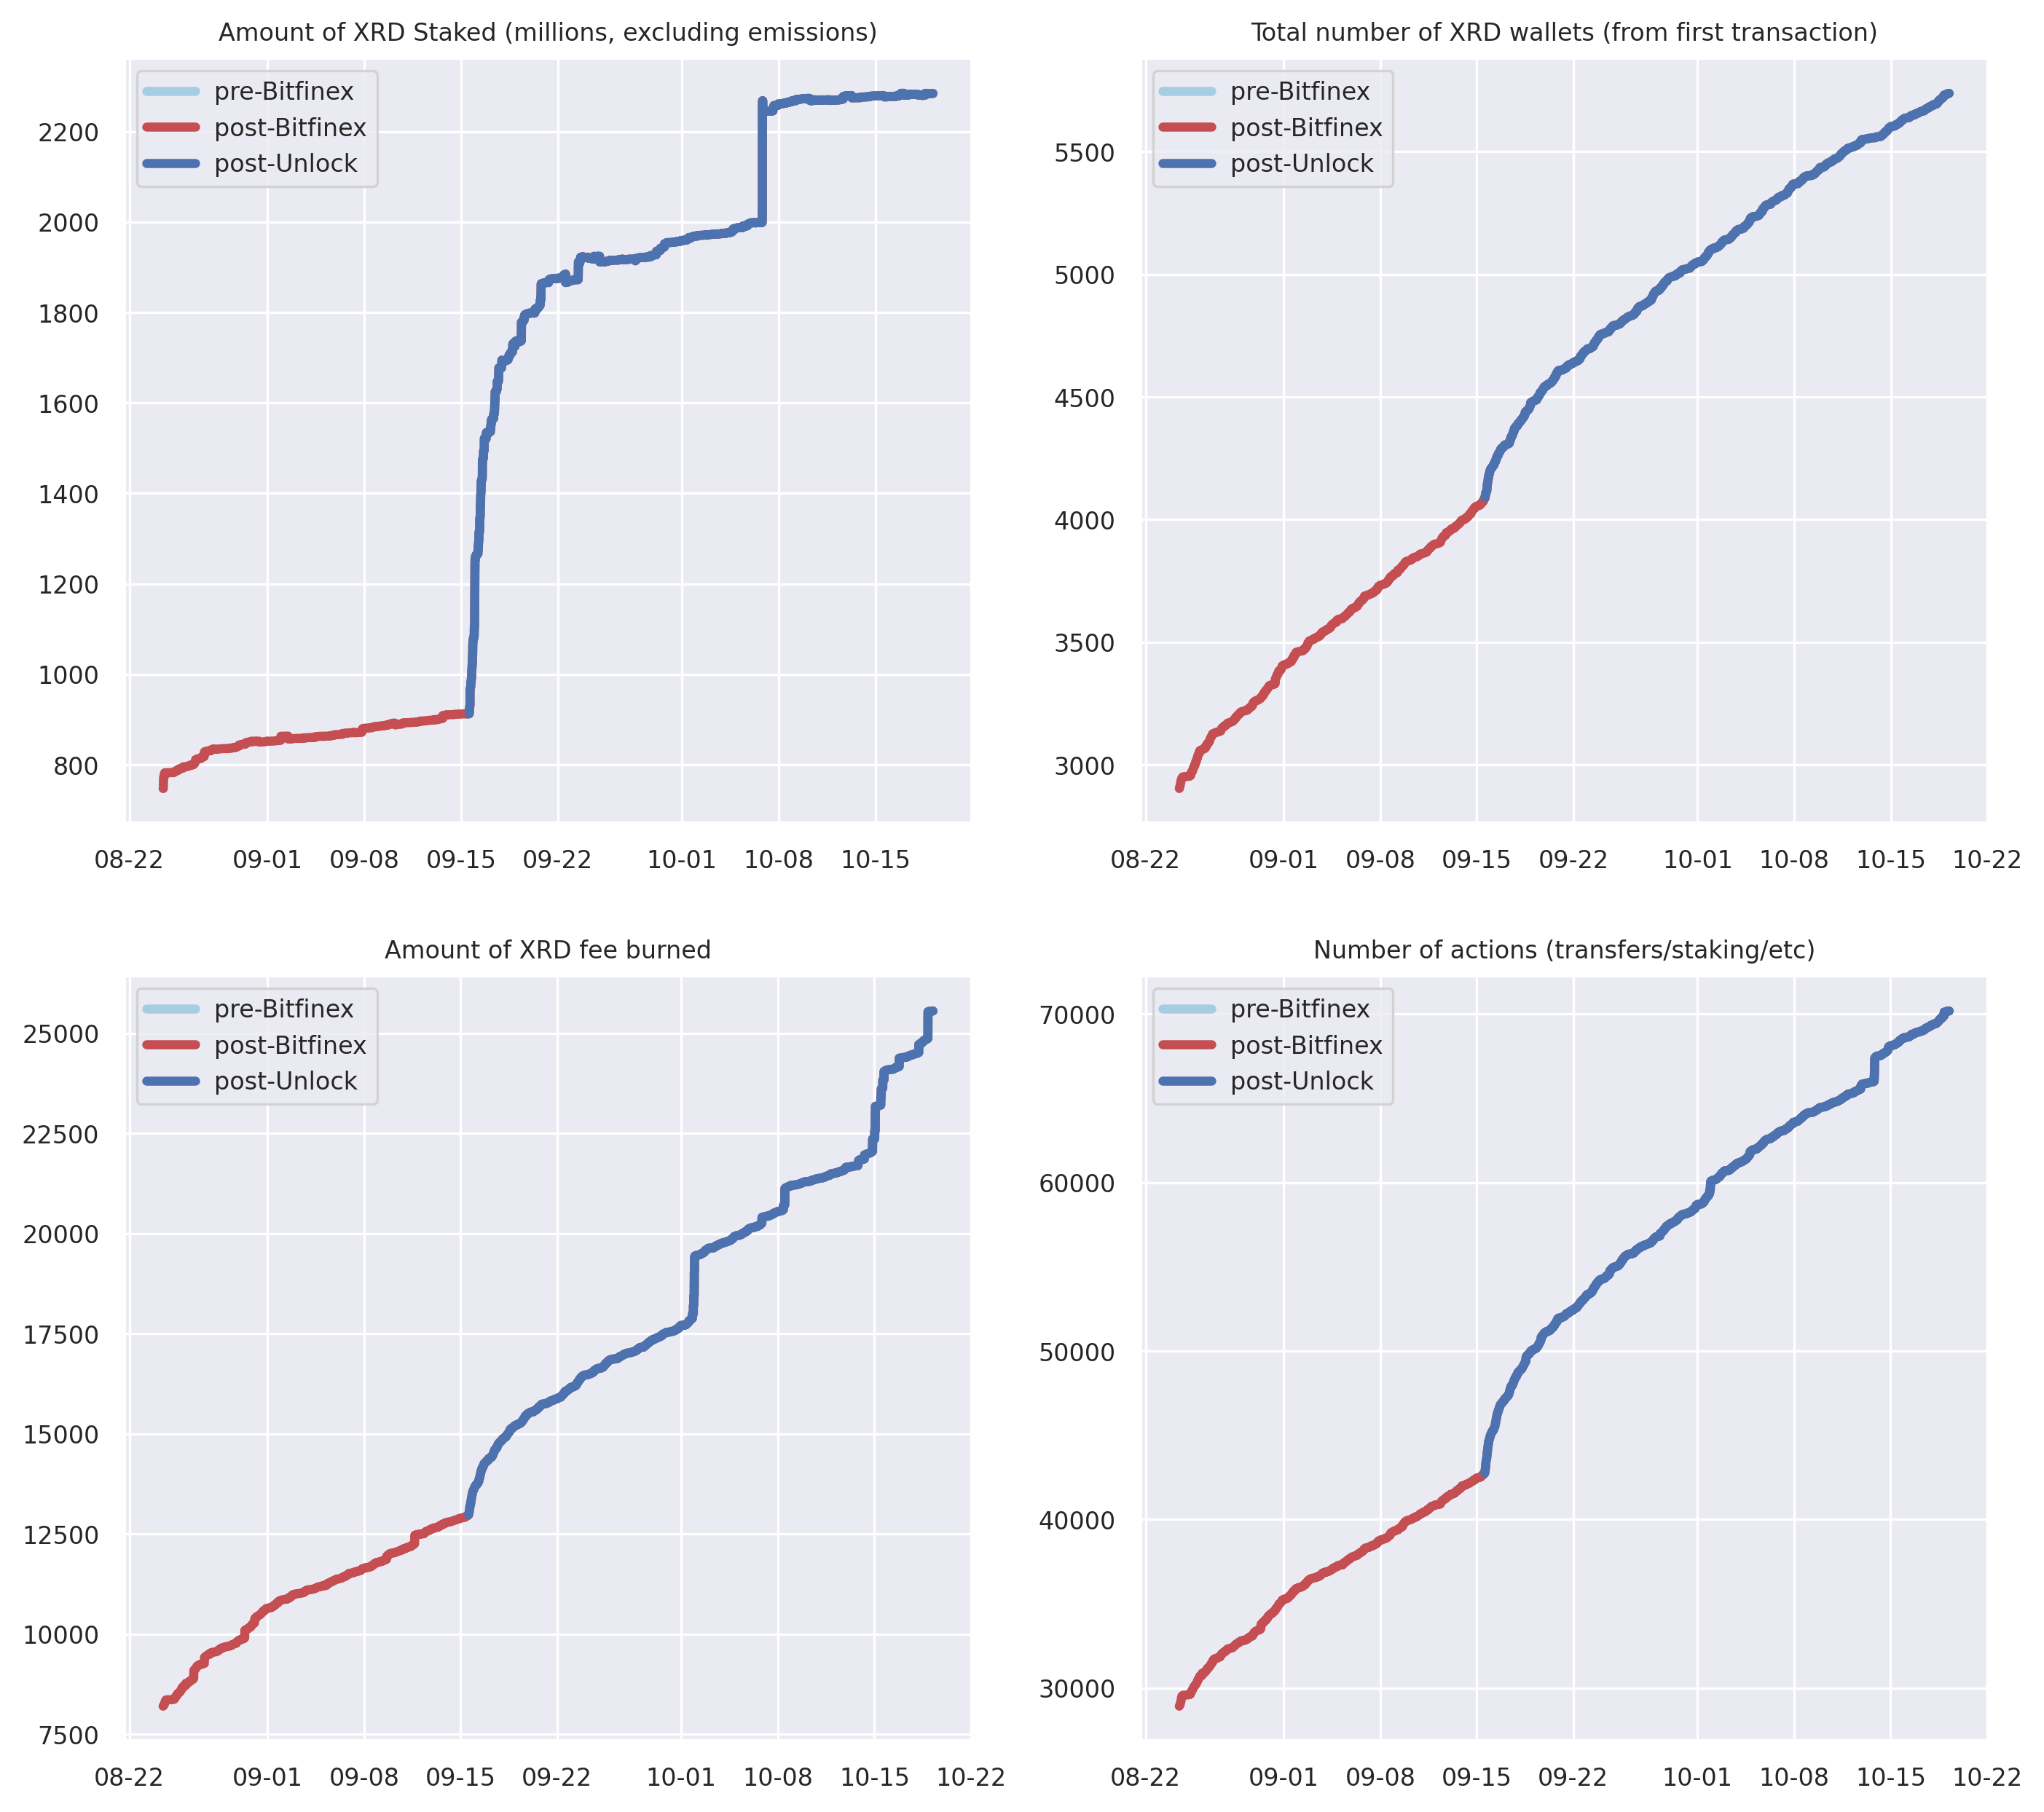 Amount of XRD Staked (millions, excluding emissions)
pre-Bitfinex
post-Bitfinex
post-Unlock
2200
2000
1800
1600
1400
1200
1000
800
08-22 09-01 09-08 09-15 09-22 10-01 10-08 10-15
Total number of XRD wallets (from first transaction)
pre-Bitfinex
post-Bitfinex
post-Unlock
5500
5000
4500
4000
3500
3000
08-22 09-01 09-08 09-15 09-22 10-01 10-08 10-15 10-22
Amount of XRD fee burned
pre-Bitfinex
post-Bitfinex
post-Unlock
25000
22500
20000
17500
15000
12500
10000
7500
08-22 09-01 09-08 09-15 09-22 10-01 10-08 10-15 10-22
Number of actions (transfers/staking/etc)
pre-Bitfinex
post-Bitfinex
post-Unlock
70000
60000
50000
40000
30000
08-22 09-01 09-08 09-15 09-22 10-01 10-08 10-15 10-22